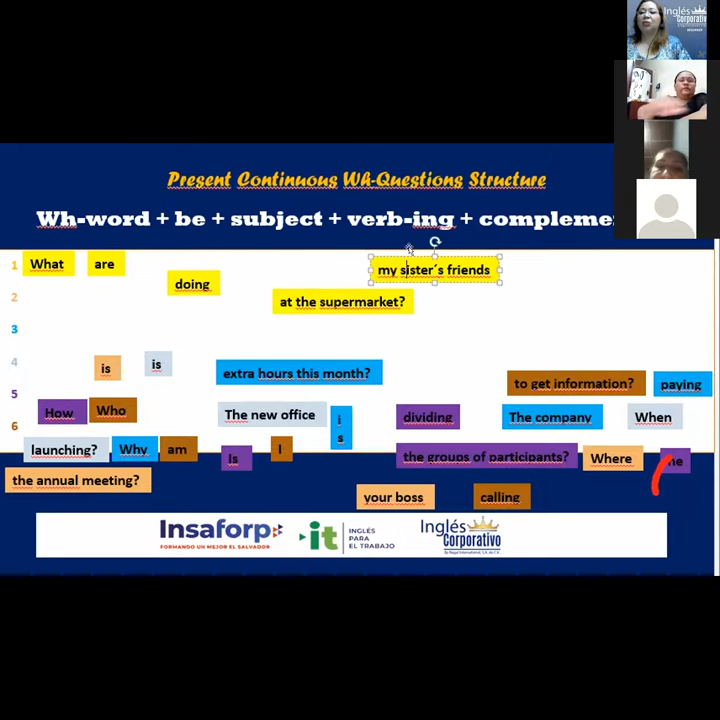 Inglés
Corporativo
Present Continuous Wh-Questions Structure
Wh-word + be + subject + verb-ing + compleme
1 What are my sister´s friends
doing
2 at the supermarket?
3
4 is is
extra hours this month?
to get information? paying
5
How Who The new office is dividing The company When
6
launching? Why am Is I the groups of participants? Where he
the annual meeting?
your boss calling
Insaforp
FORMANDO UN MEJOR EL SALVADOR
it INGLÉS PARA EL TRABAJO
Inglés
Corporativo